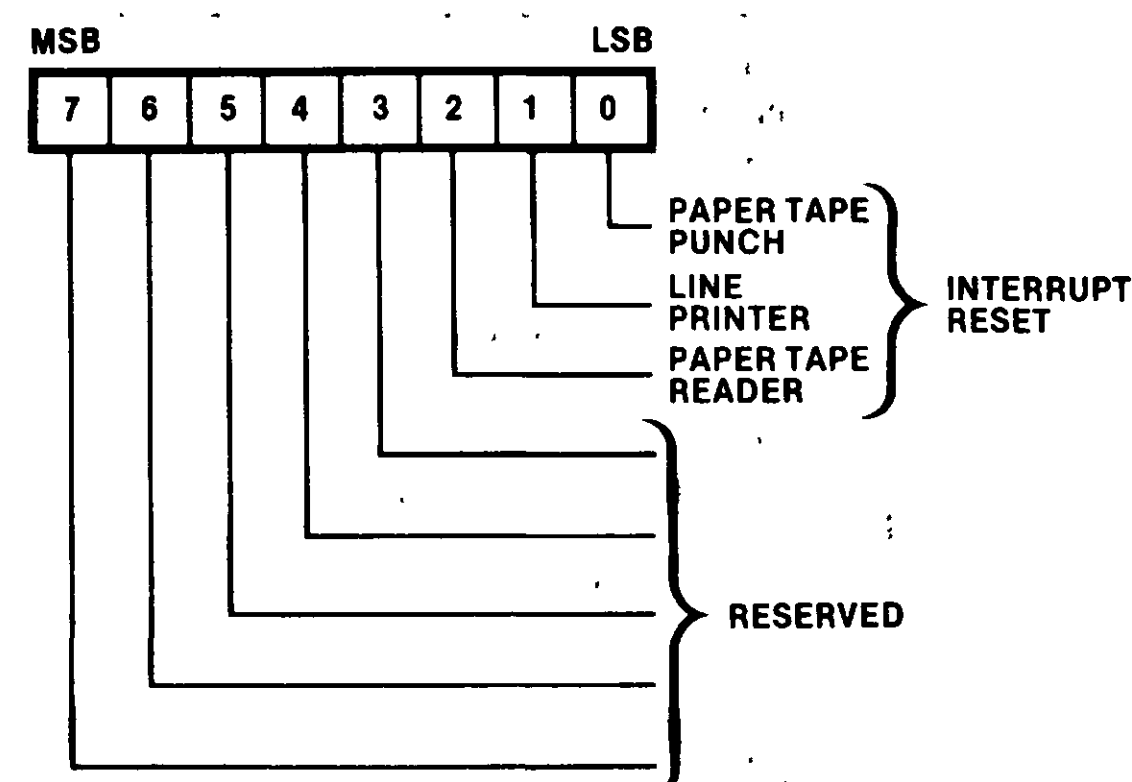 MSB LSB
7 6 5 4 3 2 1 0
PAPER TAPE
PUNCH
LINE
PRINTER
PAPER TAPE
READER
INTERRUPT
RESET
RESERVED